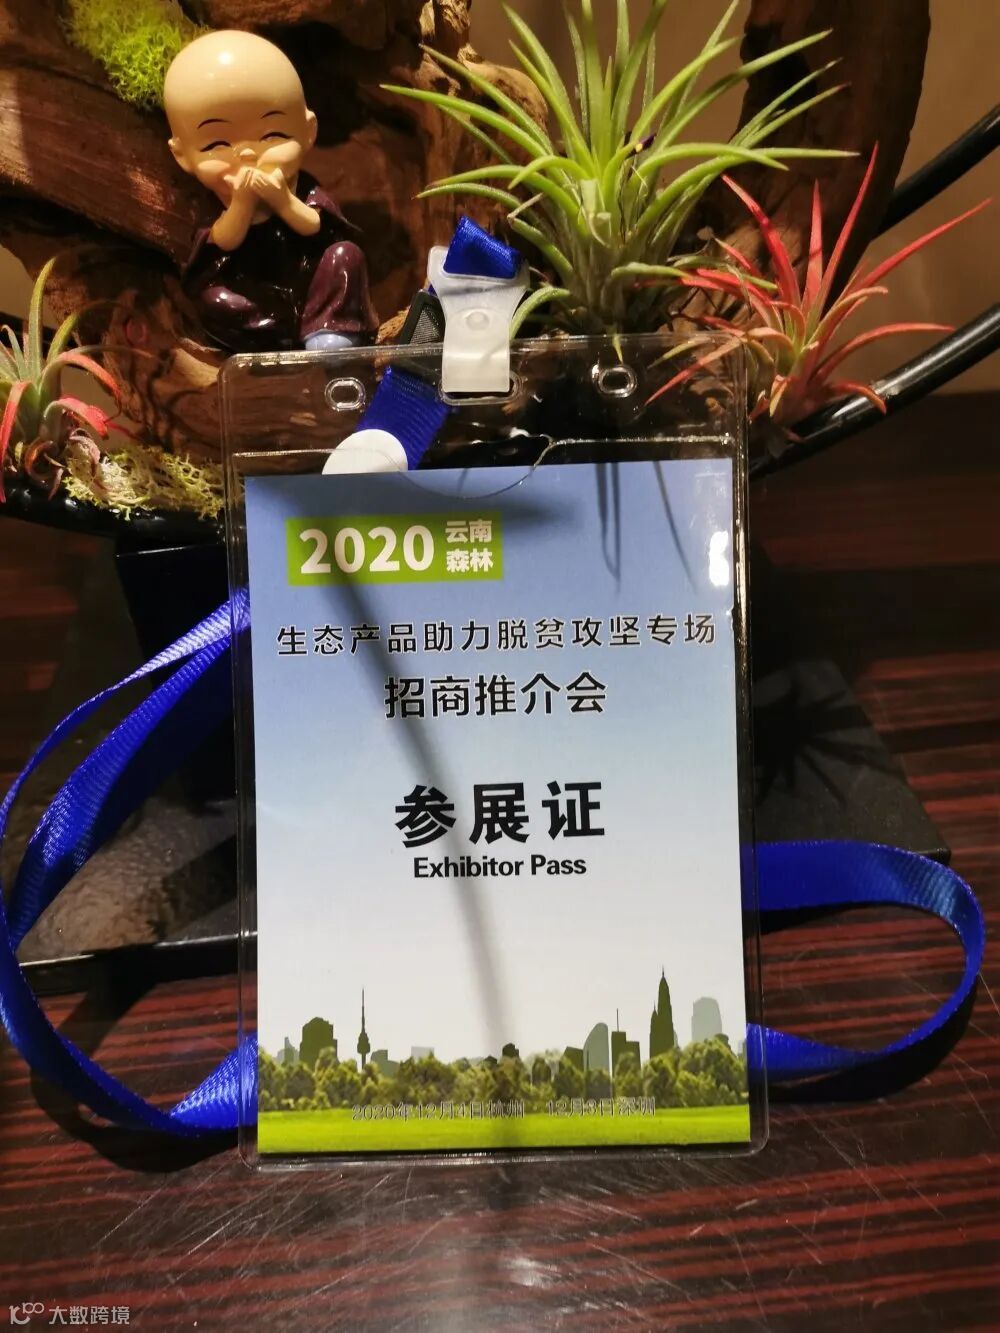 2020 云南
森林
生态产品助力脱贫攻坚专场
招商推介会
参展证
Exhibitor Pass
2020年12月4日杭州 12月8日深圳
大数跨境